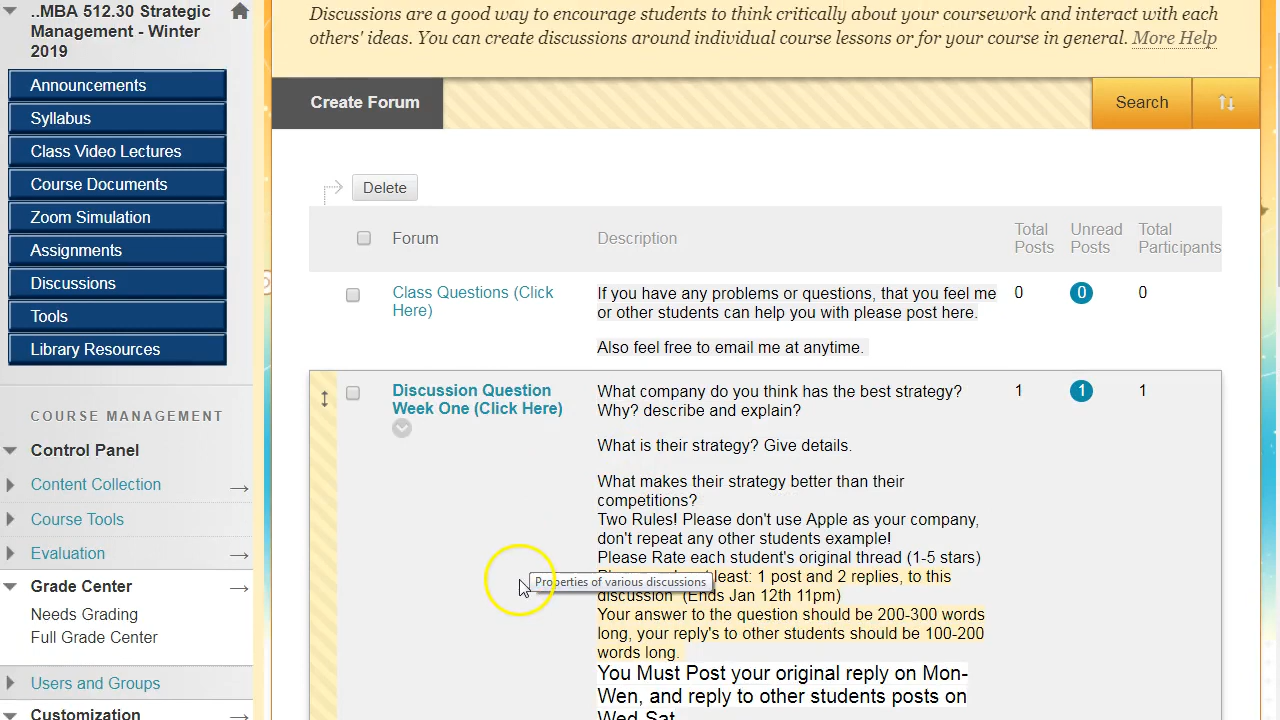 ..MBA 512.30 Strategic
Management - Winter
2019
Announcements
Syllabus
Class Video Lectures
Course Documents
Zoom Simulation
Assignments
Discussions
Tools
Library Resources
COURSE MANAGEMENT
Control Panel
Content Collection
Course Tools
Evaluation
Grade Center
Needs Grading
Full Grade Center
Users and Groups
Customization
Discussions are a good way to encourage students to think critically about your coursework and interact with each
others' ideas. You can create discussions around individual course lessons or for your course in general. More Help
Create Forum
Search
Delete
Forum
Description
Total
Posts
Unread
Posts
Total
Participants
Class Questions (Click
Here)
If you have any problems or questions, that you feel me
or other students can help you with please post here.
Also feel free to email me at anytime.
0
0
0
Discussion Question
Week One (Click Here)
What company do you think has the best strategy?
Why? describe and explain?
What is their strategy? Give details.
What makes their strategy better than their
competitions?
Two Rules! Please don't use Apple as your company,
don't repeat any other students example!
Please Rate each student's original thread (1-5 stars)
least: 1 post and 2 replies, to this
discussion (Ends Jan 12th 11pm)
Your answer to the question should be 200-300 words
long, your reply's to other students should be 100-200
words long.
You Must Post your original reply on Mon-
Wen, and reply to other students posts on
Wed-Sat
1
1
1
Properties of various discussions